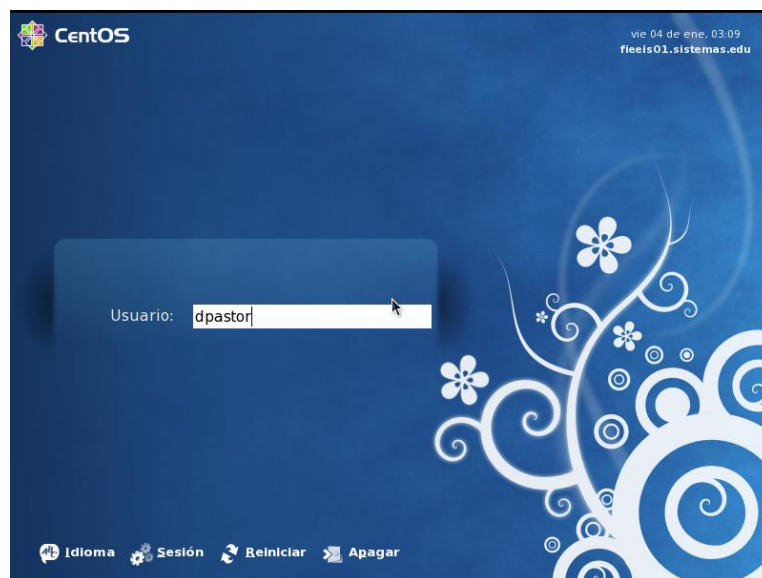 CentOS
vie 04 de ene, 03:09
fieeis01.sistemas.edu
Usuario: dpastor
Idioma Sesión Reiniciar Apagar